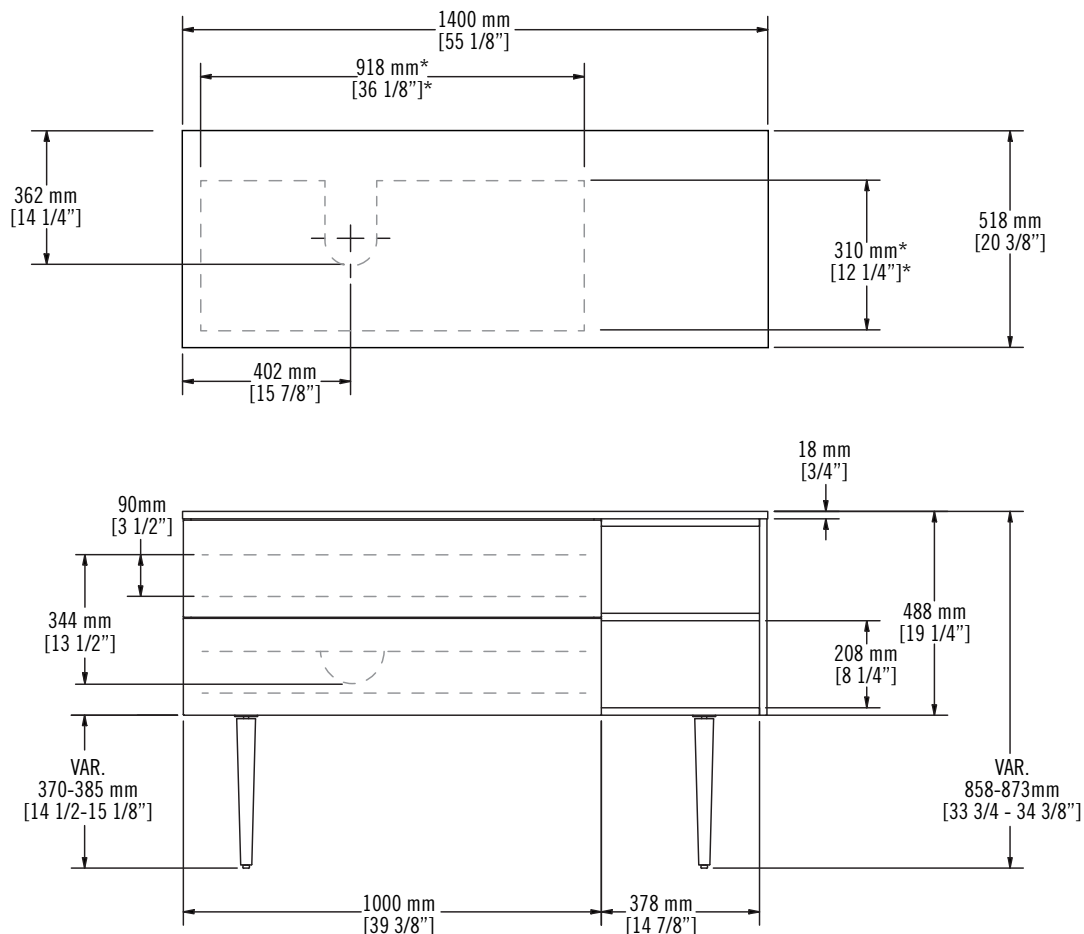 1400 mm
[55 1/8”]
918 mm*
[36 1/8”]*
362 mm
[14 1/4”]
518 mm
[20 3/8”]
310 mm*
[12 1/4”]*
402 mm
[15 7/8”]
18 mm
[3/4”]
90mm
[3 1/2”]
344 mm
[13 1/2”]
488 mm
[19 1/4”]
208 mm
[8 1/4”]
VAR.
370-385 mm
[14 1/2-15 1/8”]
VAR.
858-873mm
[33 3/4 - 34 3/8”]
1000 mm
[39 3/8”]
378 mm
[14 7/8”]